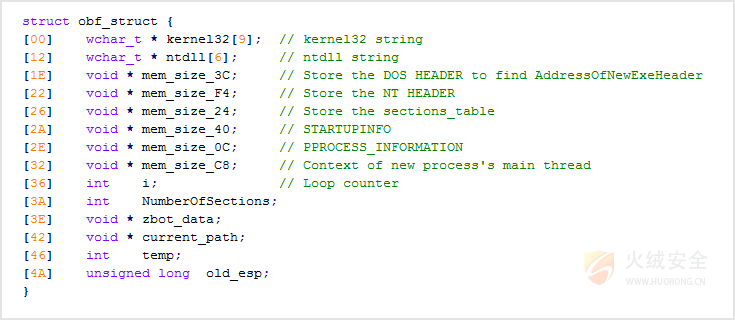 struct obf_struct {
[00]    wchar_t * kernel32[9];  // kernel32 string
[12]    wchar_t * ntdll[6];     // ntdll string
[1E]    void * mem_size_3C;     // Store the DOS HEADER to find AddressOfNewExeHeader
[22]    void * mem_size_F4;     // Store the NT HEADER
[26]    void * mem_size_24;     // Store the sections_table
[2A]    void * mem_size_40;     // STARTUPINFO
[2E]    void * mem_size_0C;     // PPROCESS_INFORMATION
[32]    void * mem_size_C8;     // Context of new process's main thread
[36]    int    i;               // Loop counter
[3A]    int    NumberOfSections;
[3E]    void * zbot_data;
[42]    void * current_path;
[46]    int    temp;
[4A]    unsigned long  old_esp;
}
火绒安全
WWW.HUORONG.CN